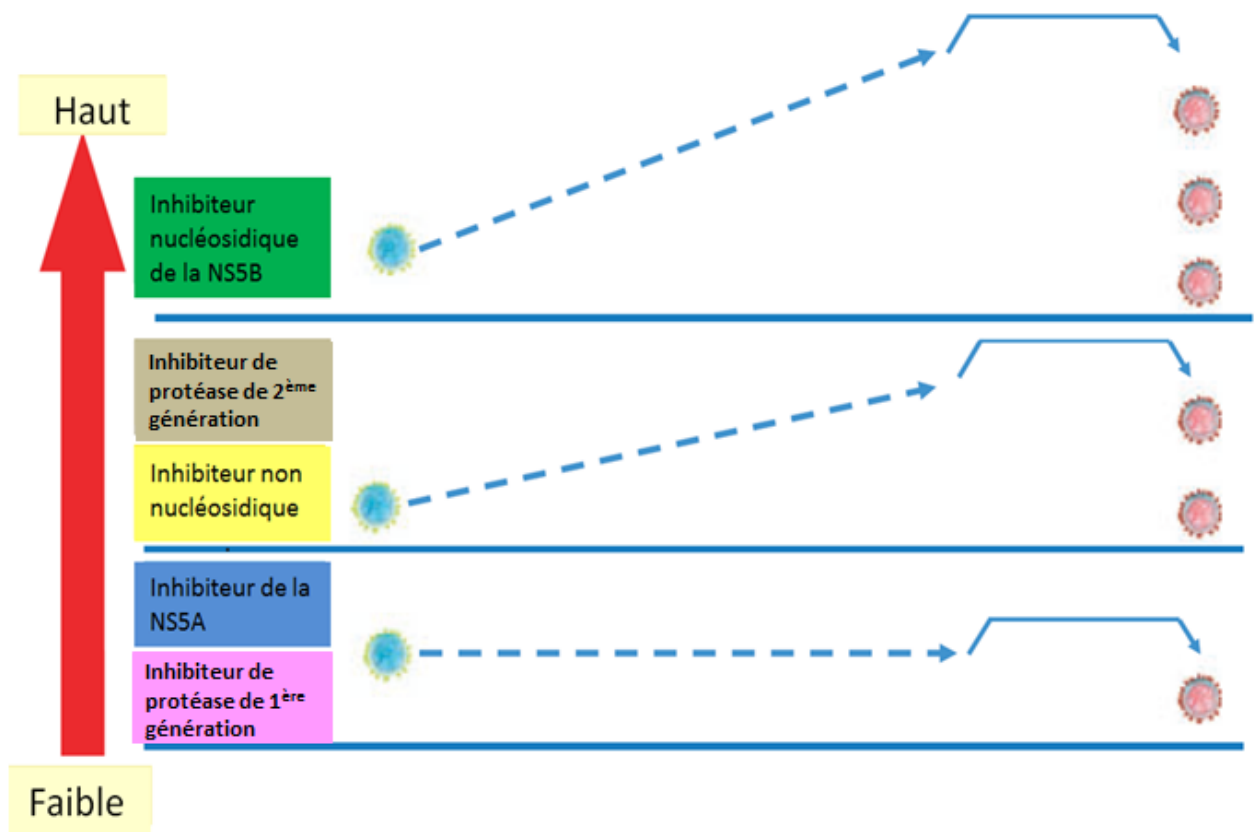 Haut
Inhibiteur
nucléosidique
de la NS5B
Inhibiteur de
protéase de 2ème
génération
Inhibiteur non
nucléosidique
Inhibiteur de la
NS5A
Inhibiteur de
protéase de 1ère
génération
Faible